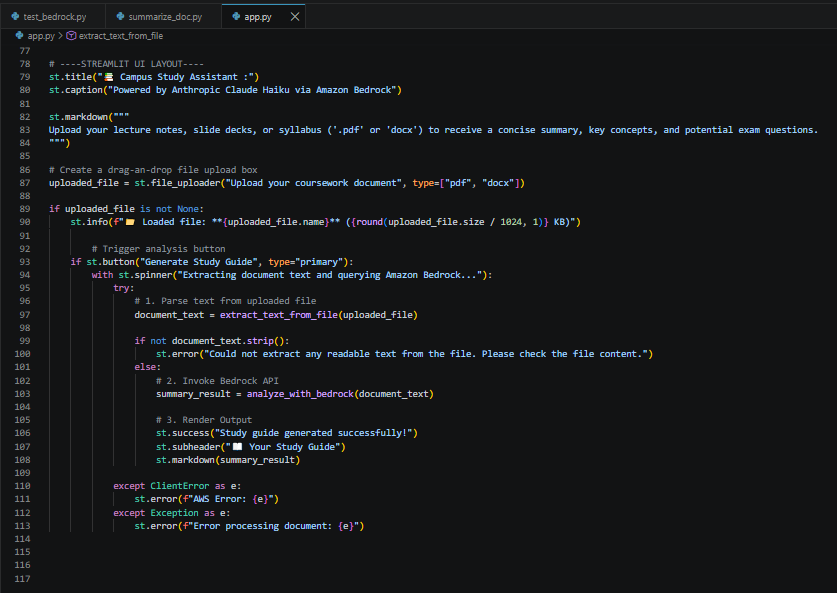 test_bedrock.py
summarize_doc.py
app.py
app.py > extract_text_from_file
77
78 # ----STREAMLIT UI LAYOUT----
79 st.title("📚 Campus Study Assistant :")
80 st.caption("Powered by Anthropic Claude Haiku via Amazon Bedrock")
81
82 st.markdown("""
83 Upload your lecture notes, slide decks, or syllabus ('.pdf' or 'docx') to receive a concise summary, key concepts, and potential exam questions.
84 """)
85
86 # Create a drag-an-drop file upload box
87 uploaded_file = st.file_uploader("Upload your coursework document", type=["pdf", "docx"])
88
89 if uploaded_file is not None:
90     st.info(f"📂 Loaded file: **{uploaded_file.name}** ({round(uploaded_file.size / 1024, 1)} KB)")
91
92         # Trigger analysis button
93     if st.button("Generate Study Guide", type="primary"):
94         with st.spinner("Extracting document text and querying Amazon Bedrock..."):
95             try:
96                 # 1. Parse text from uploaded file
97                 document_text = extract_text_from_file(uploaded_file)
98
99                 if not document_text.strip():
100                     st.error("Could not extract any readable text from the file. Please check the file content.")
101                 else:
102                     # 2. Invoke Bedrock API
103                     summary_result = analyze_with_bedrock(document_text)
104
105                     # 3. Render Output
106                     st.success("Study guide generated successfully!")
107                     st.subheader("📖 Your Study Guide")
108                     st.markdown(summary_result)
109
110             except ClientError as e:
111                 st.error(f"AWS Error: {e}")
112             except Exception as e:
113                 st.error(f"Error processing document: {e}")
114
115
116
117